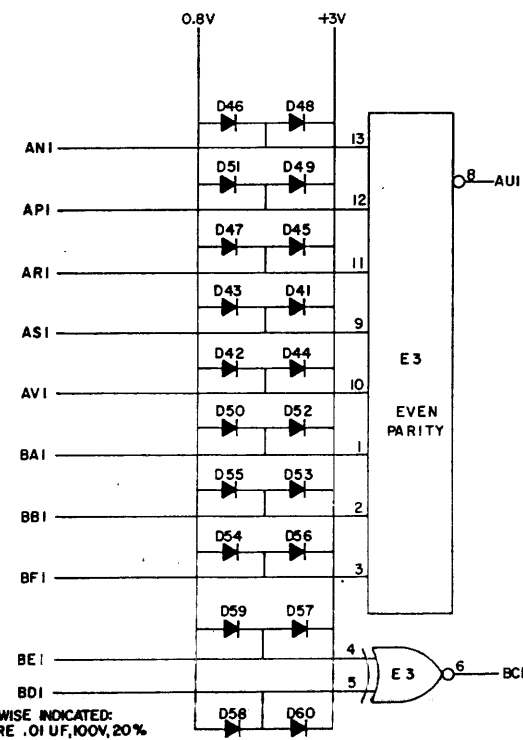 0.8V +3V
D46 D48
AN1 13
8 AU1
D51 D49
AP1 12
D47 D45
AR1 11
D43 D41
AS1 9
E3
D42 D44
AV1 10
EVEN
PARITY
D50 D52
BA1 1
D55 D53
BB1 2
D54 D56
BF1 3
D59 D57
BE1 4
E3 6 BC1
BD1 5
WISE INDICATED:
RE .01 UF,100V,20%
D58 D60